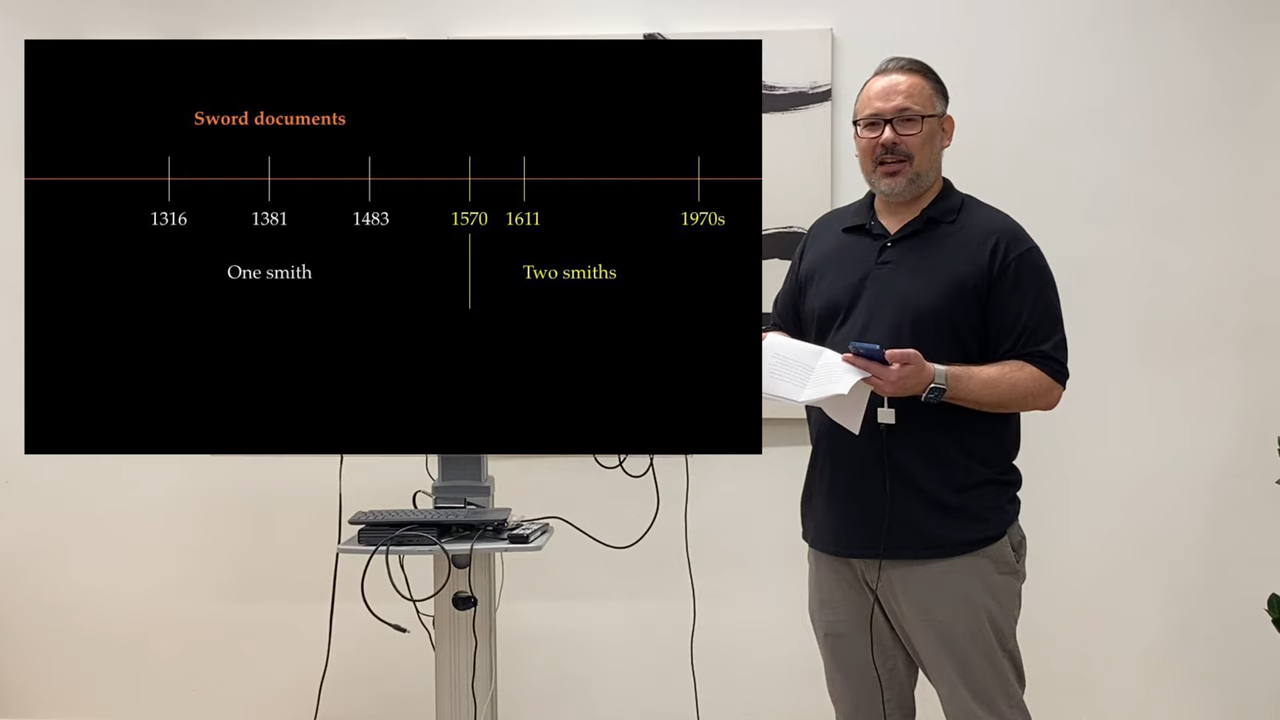 Sword documents
1316 1381 1483 1570 1611 1970s
One smith Two smiths